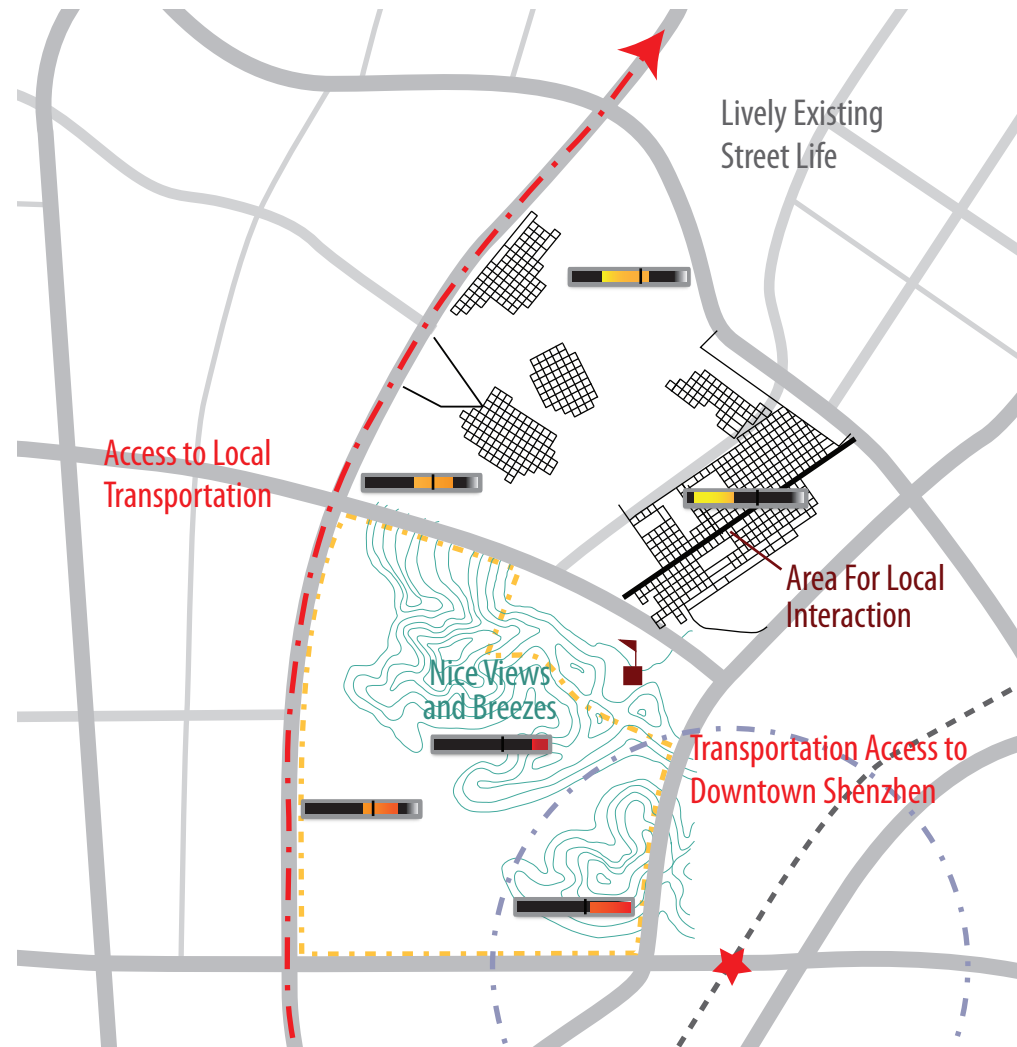 Lively Existing
Street Life
Access to Local
Transportation
Area For Local
Interaction
Nice Views
and Breezes
Transportation Access to
Downtown Shenzhen